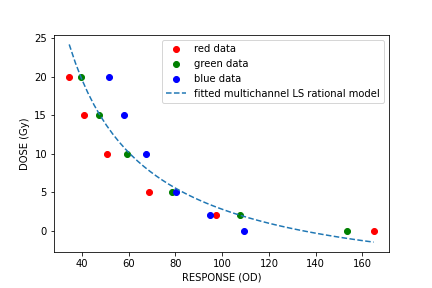 red data
green data
blue data
fitted multichannel LS rational model
DOSE (Gy)
25
20
15
10
5
0
40
60
80
100
120
140
160
RESPONSE (OD)